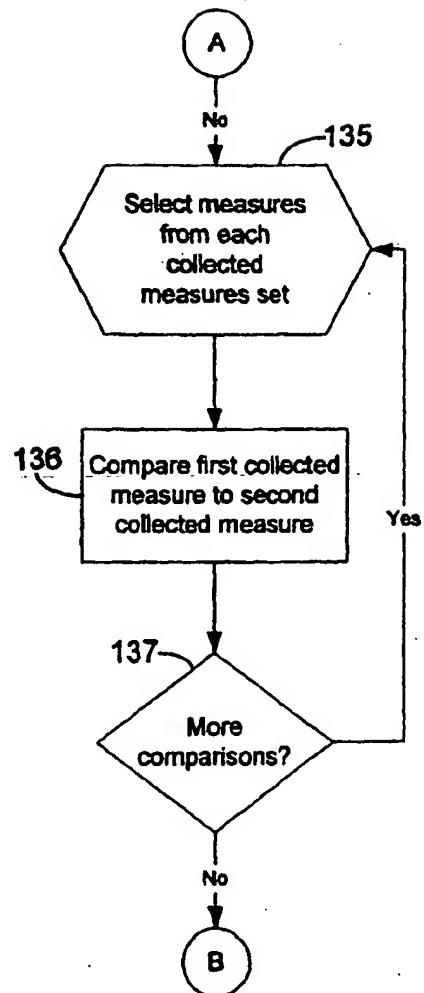 A
No
135
Select measures
from each
collected
measures set
136
Compare first collected
measure to second
collected measure
Yes
137
More
comparisons?
No
B